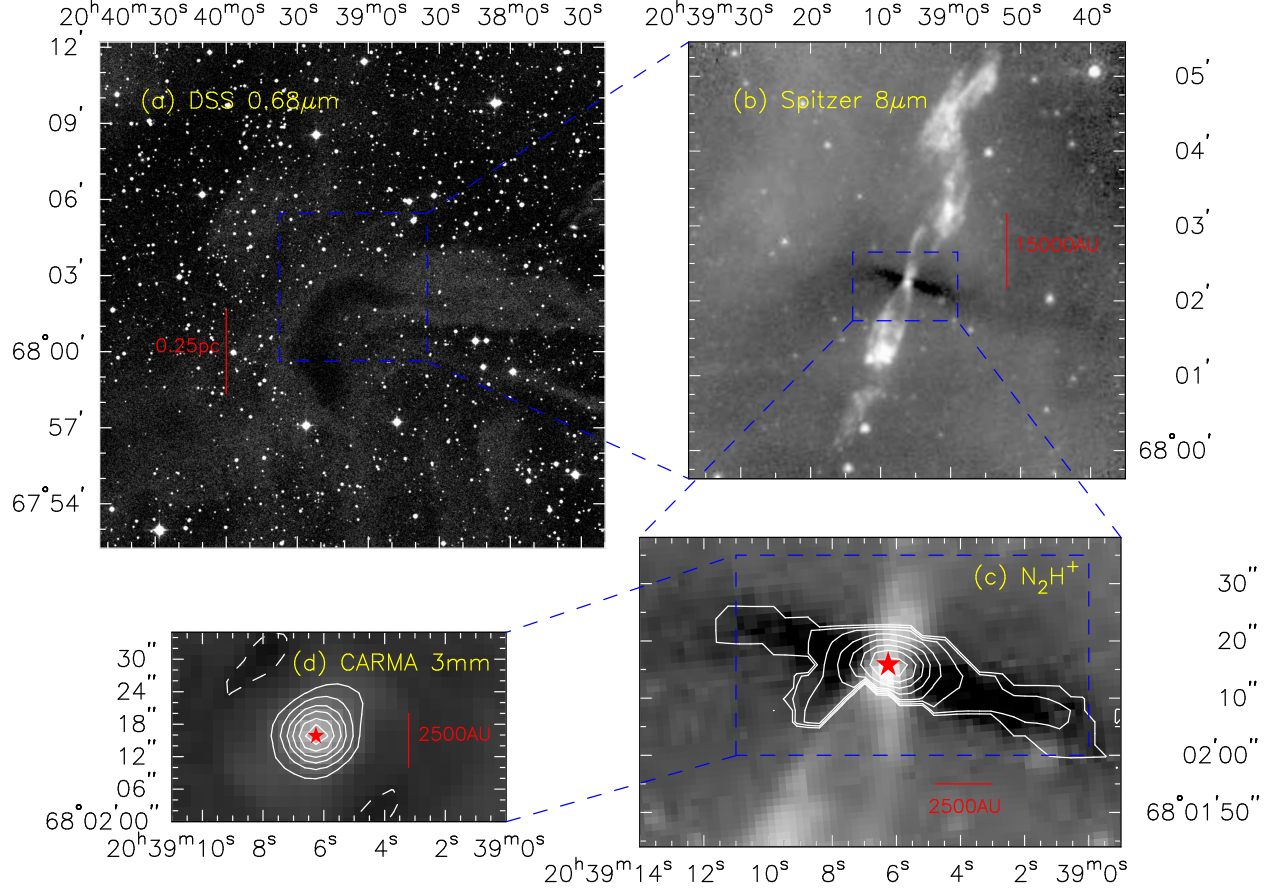 20ʰ40ᵐ30ˢ 40ᵐ0ˢ 30ˢ 39ᵐ0ˢ 30ˢ 38ᵐ0ˢ 30ˢ
20ʰ39ᵐ30ˢ 20ˢ 10ˢ 39ᵐ0ˢ 50ˢ 40ˢ
12′
09′
06′
03′
68°00′
57′
67°54′
(a) DSS 0.68μm
0.25pc
(b) Spitzer 8μm
15000AU
05′
04′
03′
02′
01′
68°00′
(c) N₂H⁺
2500AU
30″
20″
10″
02′00″
68°01′50″
20ʰ39ᵐ14ˢ 12ˢ 10ˢ 8ˢ 6ˢ 4ˢ 2ˢ 39ᵐ0ˢ
(d) CARMA 3mm
2500AU
30″
24″
18″
12″
06″
68°02′00″
20ʰ39ᵐ10ˢ 8ˢ 6ˢ 4ˢ 2ˢ 39ᵐ0ˢ